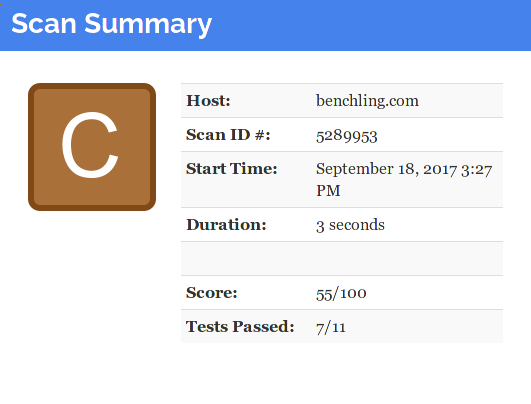 Scan Summary
C
Host: benchling.com
Scan ID #: 5289953
Start Time: September 18, 2017 3:27
PM
Duration: 3 seconds
Score: 55/100
Tests Passed: 7/11